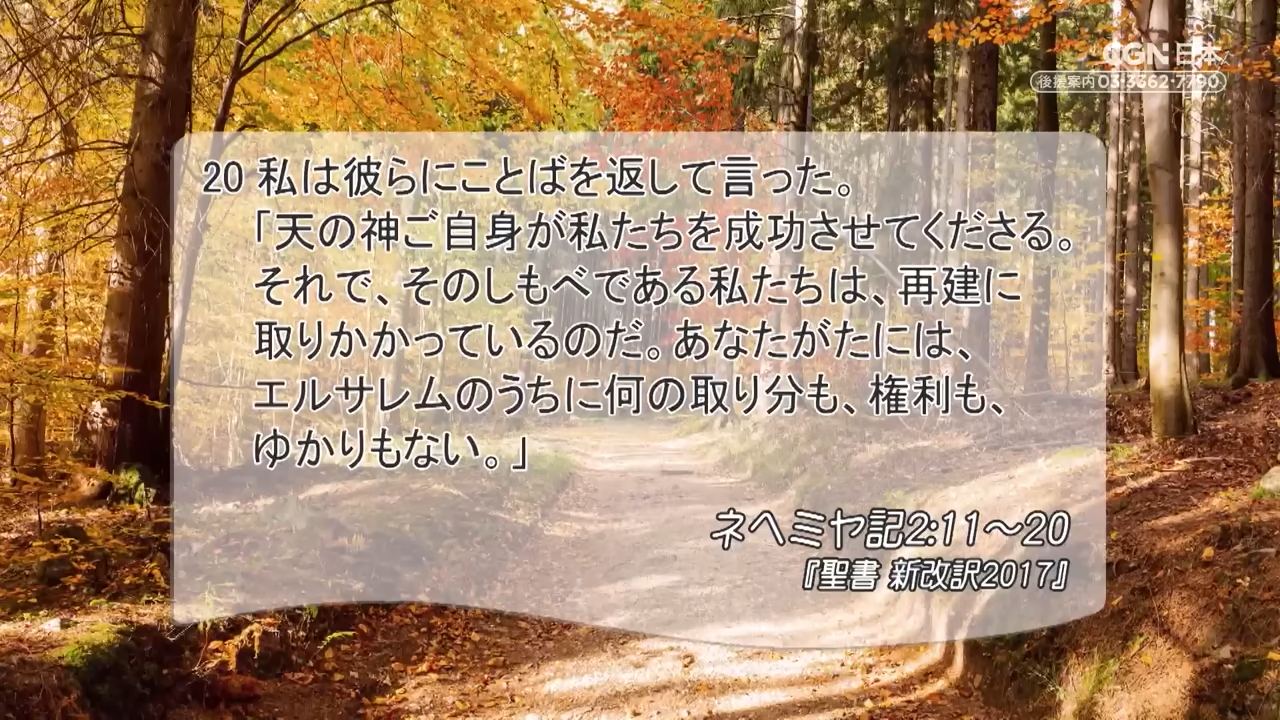 CGN 日本
後援案内 03·3362·7790
20 私は彼らにことばを返して言った。
「天の神ご自身が私たちを成功させてくださる。
それで、そのしもべである私たちは、再建に
取りかかっているのだ。あなたがたには、
エルサレムのうちに何の取り分も、権利も、
ゆかりもない。」
ネヘミヤ記2:11～20
『聖書 新改訳2017』